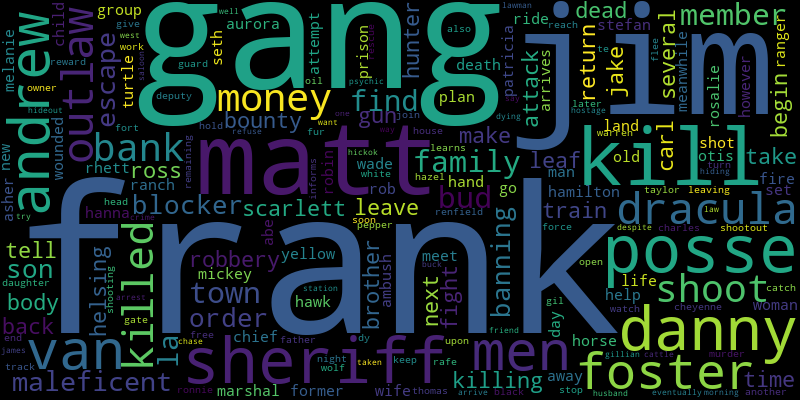 frank
gang
jim
matt
kill
sheriff
danny
foster
posse
dracula
men
van
andrew
outlaw
killed
shoot
money
bank
family
town
find
maleficent
blocker
scarlett
leave
bud
member
gun
order
robbery
body
son
tell
back
ross
escape
group
aurora
seth
turtle
child
melanie
give
west
work
owner
reward
hideout
deputy
guard
oil
saloon
well
attempt
prison
hunter
also
death
plan
bounty
hold
fort
wounded
new
asher
try
rhett
ranch
hanna
head
crime
daughter
helsing
shooting
gate
arrest
end
james
track
la
chief
marshal
former
ronnie
chase
free
father
night
wolf
taken
keep
dy
wife
thomas
rafe
arrive
black
killing
stop
away
husband
mickey
hawk
station
yellow
abe
brother
ambush
meet
buck
next
fight
friend
upon
banning
go
hand
hazel
learns
make
join
house
wade
white
rob
robin
informs
soon
pepper
hickok
refuse
want
fur
one
way
remaining
psychic
lawman
ride
reach
stefan
patricia
arrives
attack
dying
return
jake
te
flee
later
hostage
warren
hiding
land
old
leaf
man
hamilton
train
taylor
leaving
force
despite
law
charles
shootout
open
life
help
watch
cheyenne
day
gil
horse
gillian
cattle
murder
eventually
morning
another
time
woman
catch
set
fire
take
turn
otis
shot
carl
rosalie
however
meanwhile
several
dead
begin
ranger
renfield